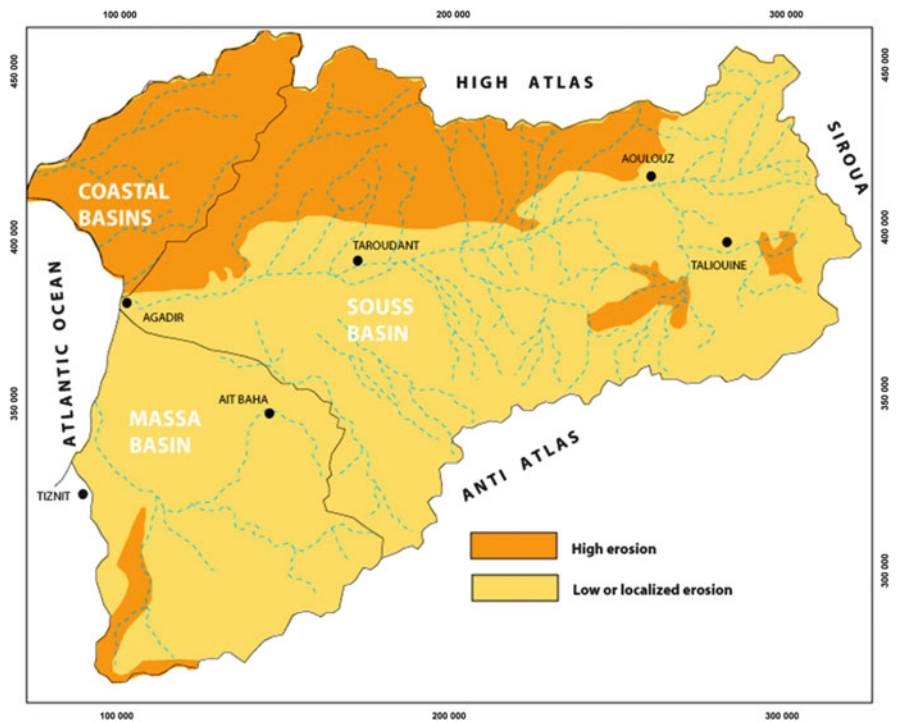 100 000 200 000 300 000
450 000
450 000
HIGH ATLAS
SIROUA
AOULOUZ
COASTAL
BASINS
400 000
400 000
TAROUDANT
TALIOUINE
ATLANTIC OCEAN
AGADIR
SOUSS
BASIN
350 000
350 000
AIT BAHA
MASSA
BASIN
ANTI ATLAS
TIZNIT
High erosion
300 000
Low or localized erosion
100 000 200 000 300 000